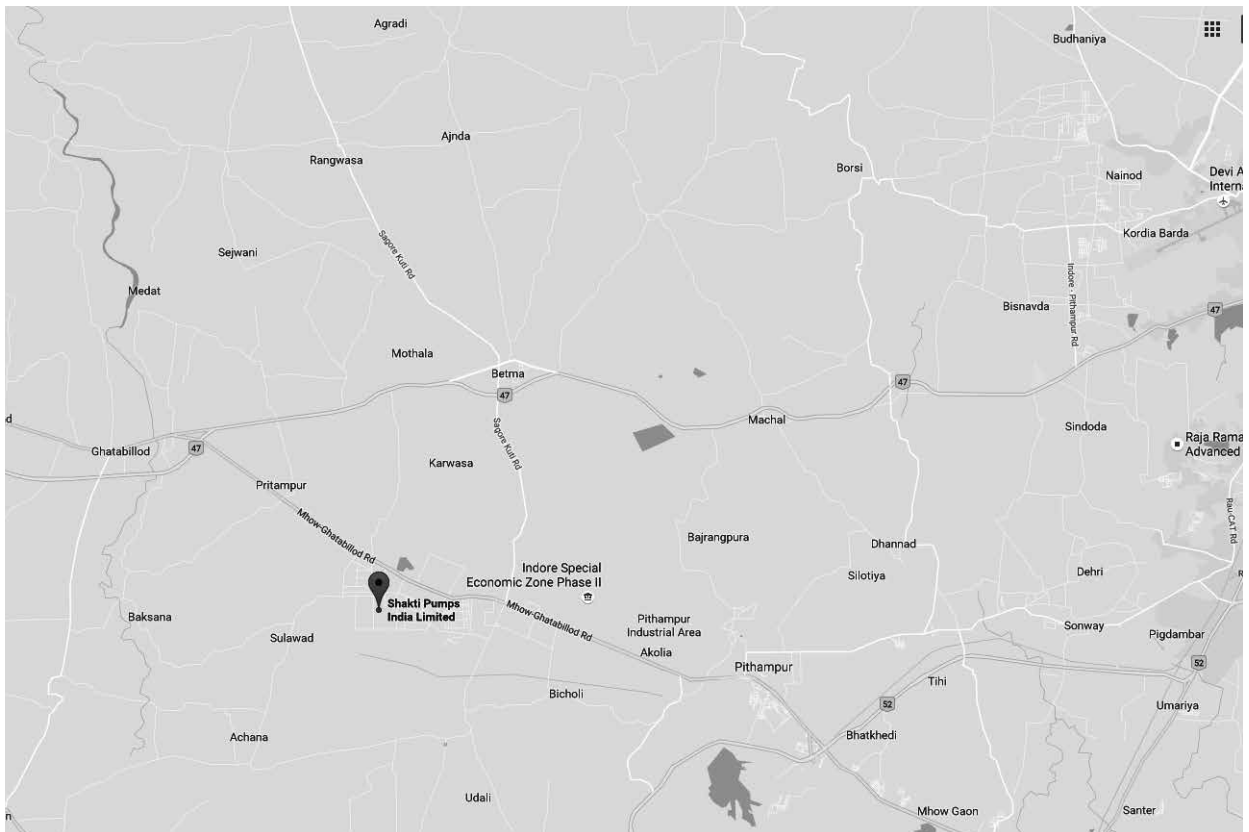 Agradi
Budhaniya
Ajnda
Rangwasa
Borsi
Nainod
Devi A
Interna
Kordia Barda
Sejwani
Sagore Kuti Rd
Indore - Pithampur Rd
Medat
Bisnavda
47
Mothala
Betma
47
47
Machal
Sindoda
Sagore Kuti Rd
d
Ghatabillod
47
Raja Rama
Advanced
Karwasa
Pritampur
Rau-CAT Rd
Mhow-Ghatabillod Rd
Bajrangpura
Dhannad
Indore Special
Economic Zone Phase II
Silotiya
Dehri
R
Shakti Pumps
India Limited
Mhow-Ghatabillod Rd
Baksana
Pithampur
Industrial Area
Sonway
Sulawad
Pigdambar
Akolia
Pithampur
52
Tihi
Bicholi
52
Umariya
Achana
Bhatkhedi
Udali
Mhow Gaon
Santer
n